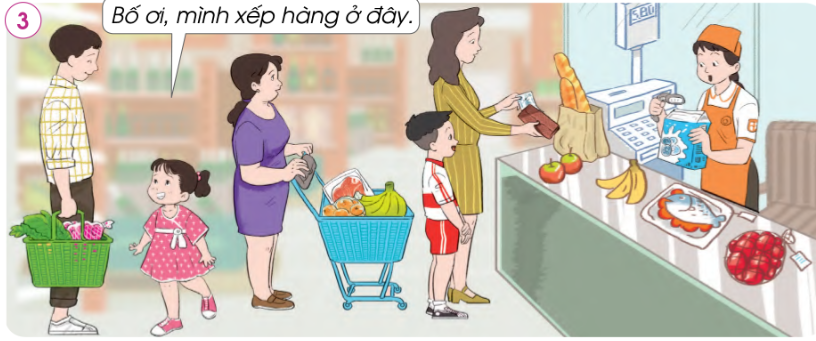 3
Bố ơi, mình xếp hàng ở đây.